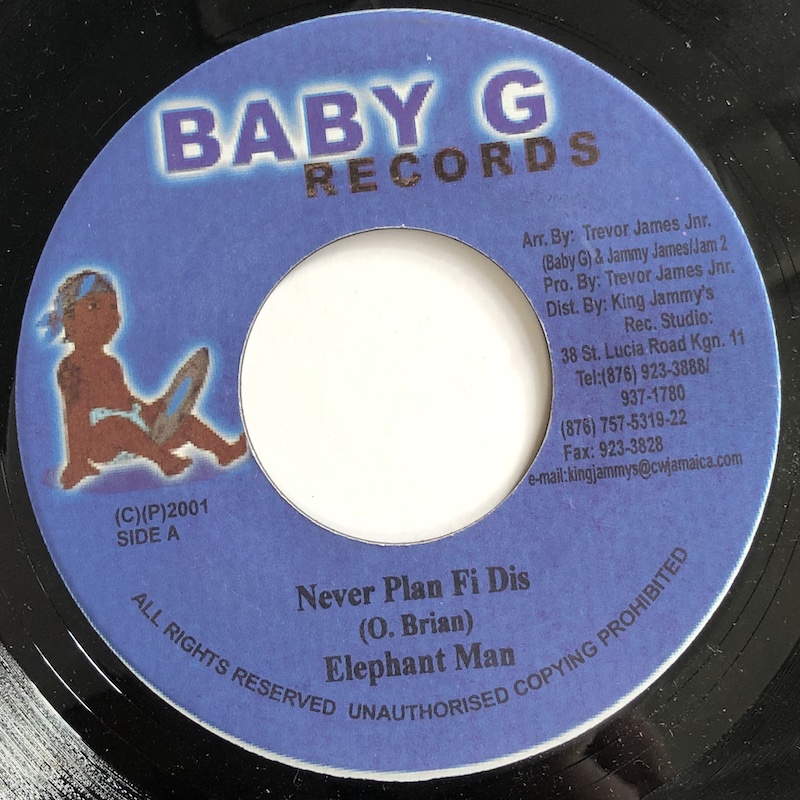 BABY G
RECORDS
Arr. By: Trevor James Jnr.
(Baby G) & Jammy James/Jam 2
Pro. By: Trevor James Jnr.
Dist. By: King Jammy's
Rec. Studio:
38 St. Lucia Road Kgn. 11
Tel:(876) 923-3888/
937-1780
(876) 757-5319-22
Fax: 923-3828
e-mail:kingjammys@cwjamaica.com
(C)(P)2001
SIDE A
Never Plan Fi Dis
(O. Brian)
Elephant Man
ALL RIGHTS RESERVED UNAUTHORISED COPYING PROHIBITED